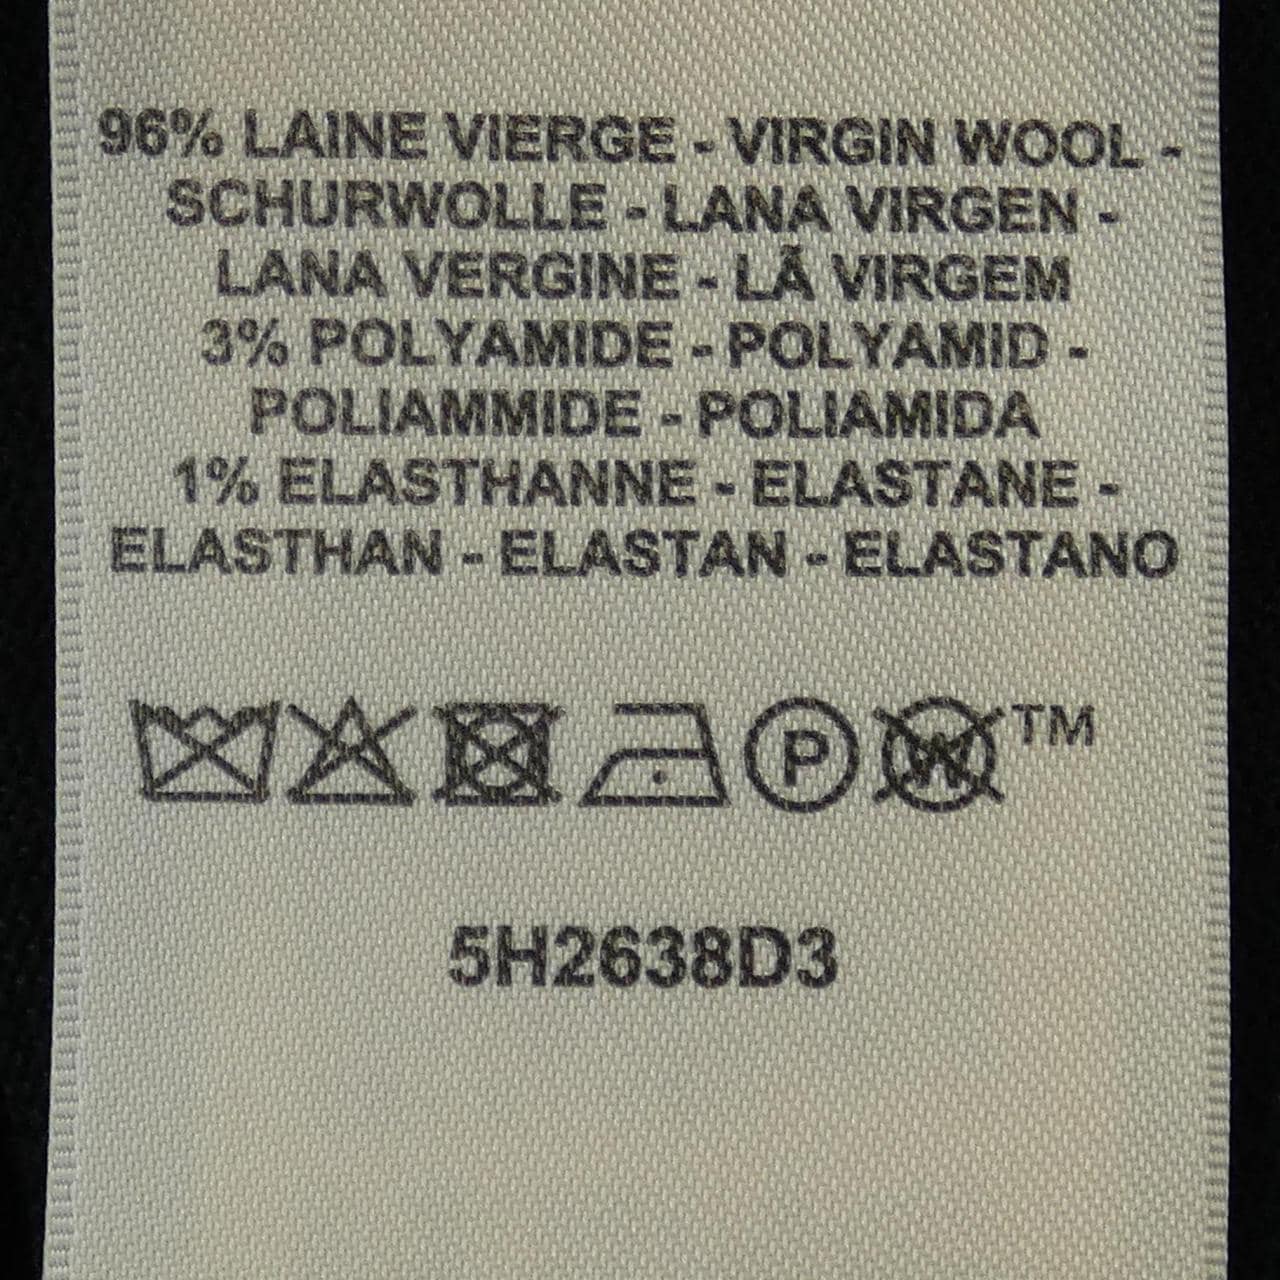 96% LAINE VIERGE - VIRGIN WOOL -
SCHURWOLLE - LANA VIRGEN -
LANA VERGINE - LÃ VIRGEM
3% POLYAMIDE - POLYAMID -
POLIAMMIDE - POLIAMIDA
1% ELASTHANNE - ELASTANE -
ELASTHAN - ELASTAN - ELASTANO
P W TM
5H2638D3